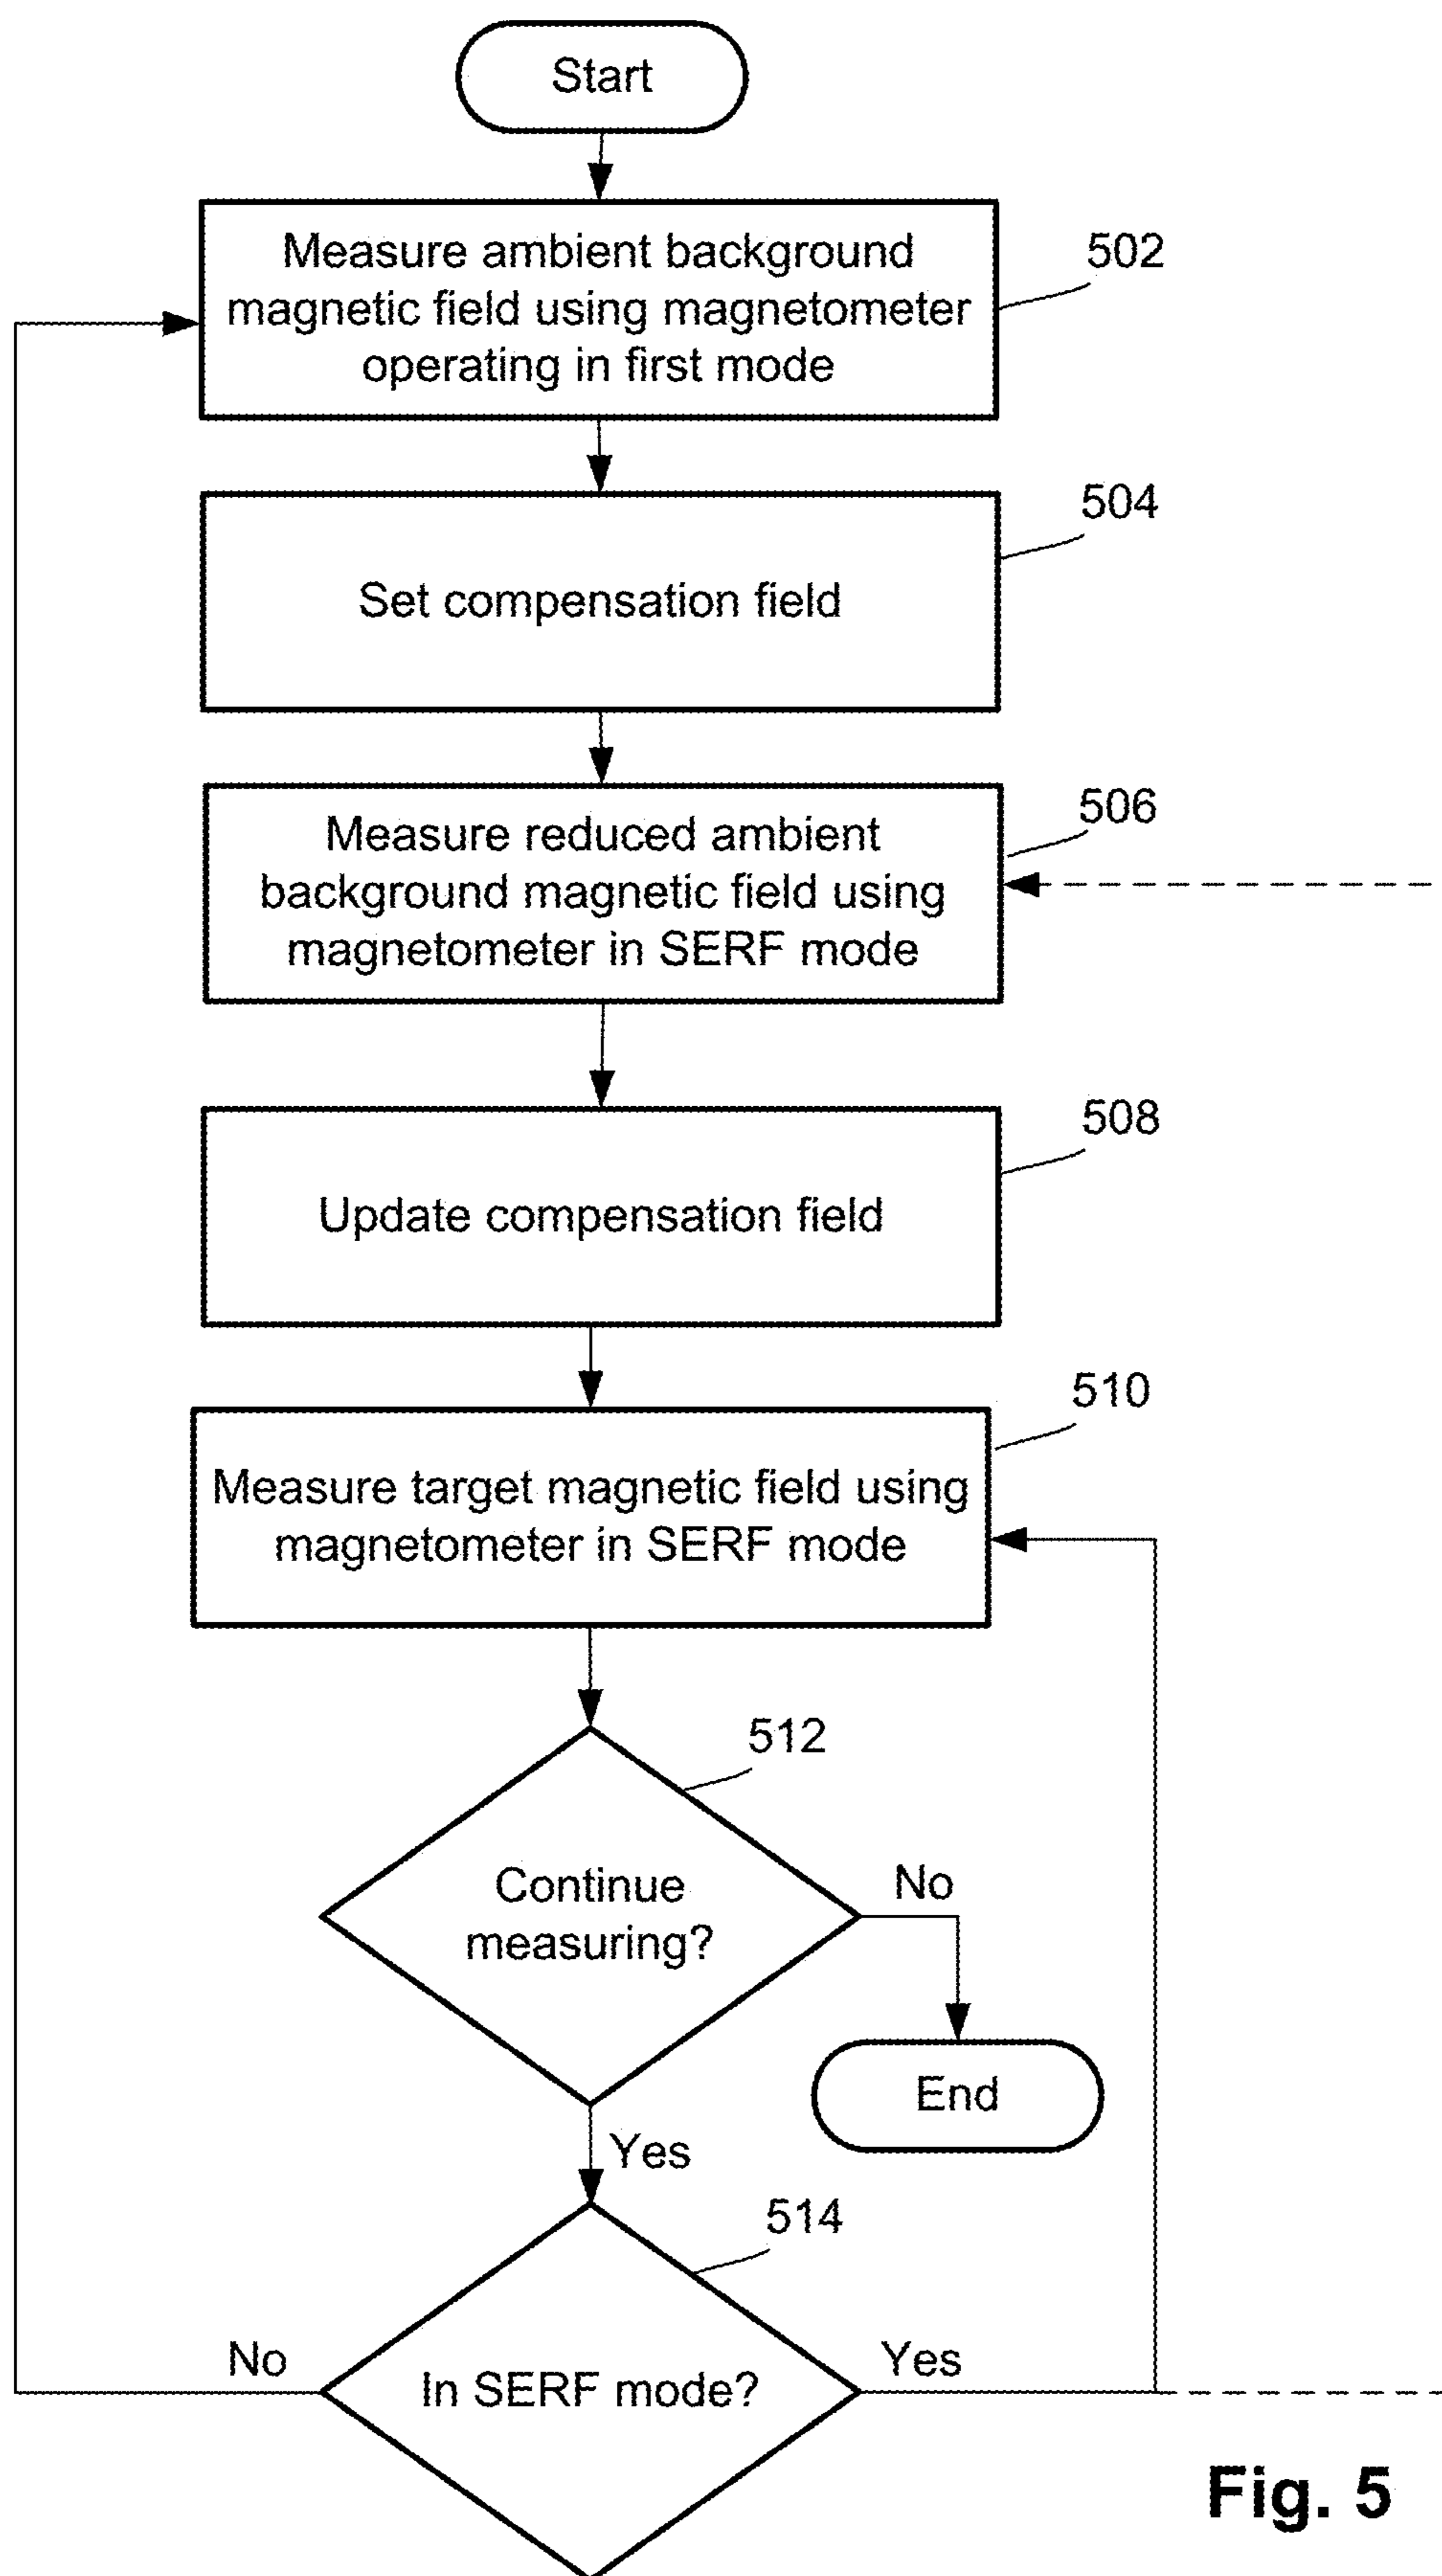 Start
Measure ambient background
magnetic field using magnetometer
operating in first mode
502
Set compensation field
504
Measure reduced ambient
background magnetic field using
magnetometer in SERF mode
506
Update compensation field
508
Measure target magnetic field using
magnetometer in SERF mode
510
Continue
measuring?
512
No
End
Yes
In SERF mode?
514
No
Yes
Fig. 5